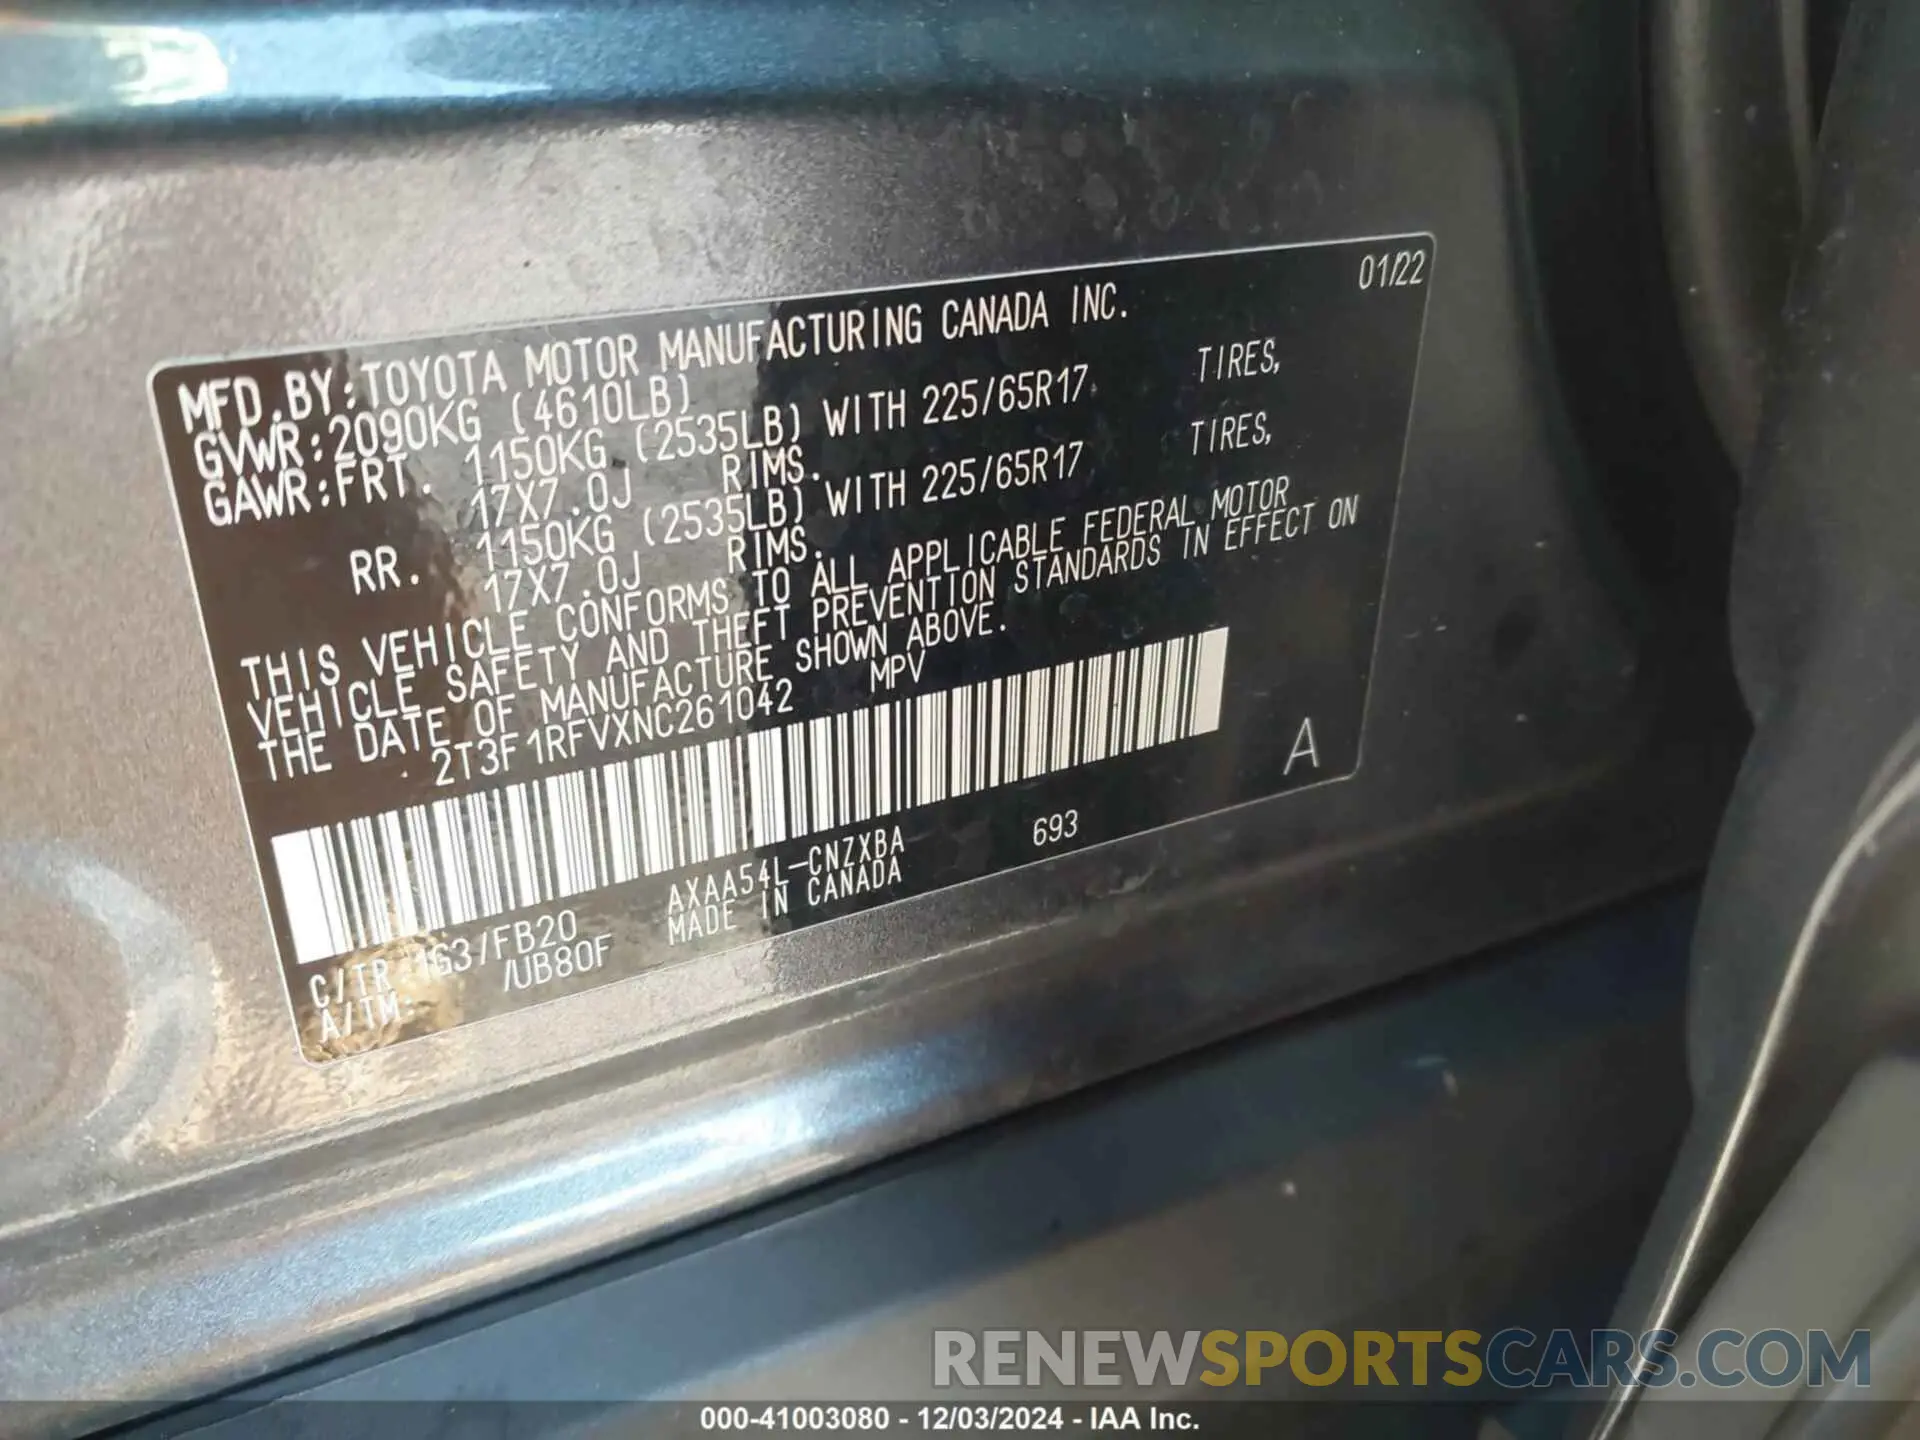 01/22
MFD.BY:TOYOTA MOTOR MANUFACTURING CANADA INC.
GVWR:2090KG (4610LB)
GAWR:FRT. 1150KG (2535LB) WITH 225/65R17 TIRES,
17X7.0J RIMS.
RR. 1150KG (2535LB) WITH 225/65R17 TIRES,
17X7.0J RIMS.
THIS VEHICLE CONFORMS TO ALL APPLICABLE FEDERAL MOTOR
VEHICLE SAFETY AND THEFT PREVENTION STANDARDS IN EFFECT ON
THE DATE OF MANUFACTURE SHOWN ABOVE.
2T3F1RFVXNC261042 MPV
A
C/TR:1G3/FB20 AXAA54L-CNZXBA 693
A/TM: /UB80F MADE IN CANADA
RENEWSPORTSCARS.COM
000-41003080 - 12/03/2024 - IAA Inc.